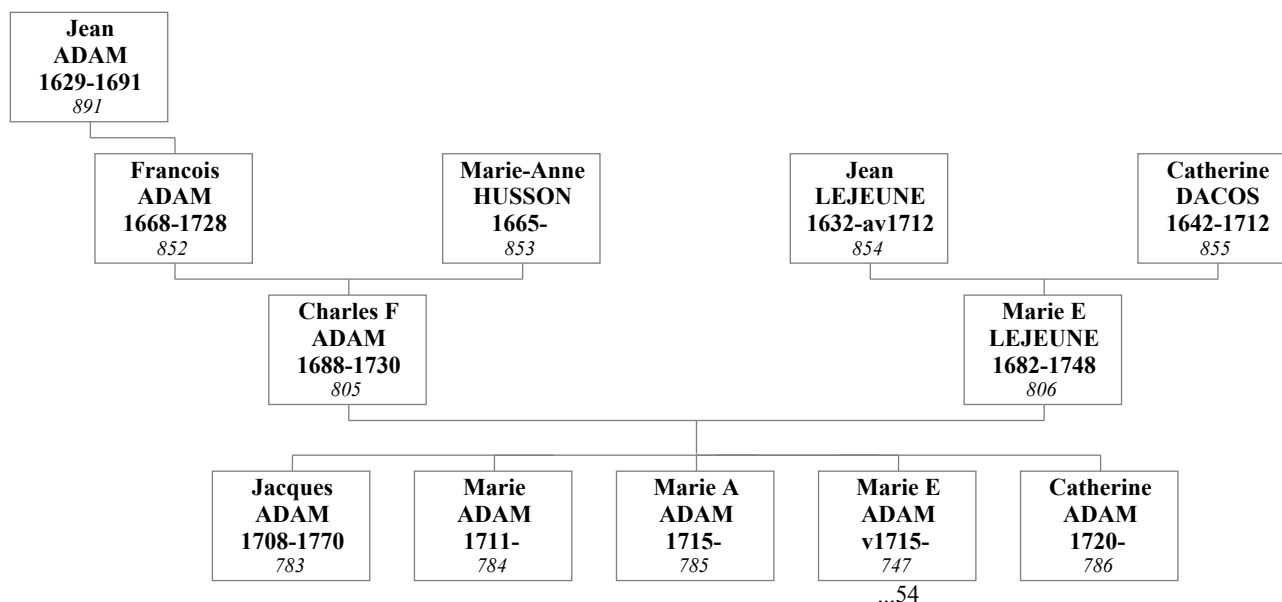 Jean
ADAM
1629-1691
891
Francois
ADAM
1668-1728
852
Marie-Anne
HUSSON
1665-
853
Jean
LEJEUNE
1632-av1712
854
Catherine
DACOS
1642-1712
855
Charles F
ADAM
1688-1730
805
Marie E
LEJEUNE
1682-1748
806
Jacques
ADAM
1708-1770
783
Marie
ADAM
1711-
784
Marie A
ADAM
1715-
785
Marie E
ADAM
v1715-
747
...54
Catherine
ADAM
1720-
786